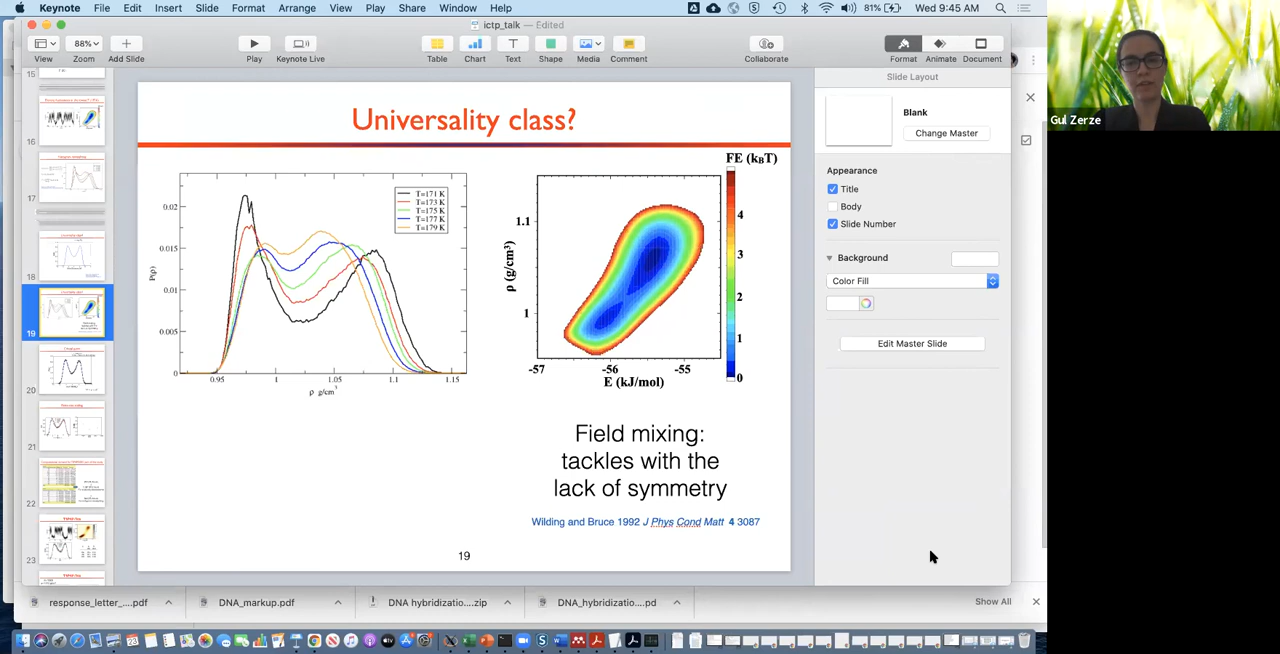 Keynote File Edit Insert Slide Format Arrange View Play Share Window Help 81% Wed 9:45 AM
ictp_talk — Edited
88%
View Zoom Add Slide Play Keynote Live Table Chart Text Shape Media Comment Collaborate Format Animate Document
Slide Layout
Blank
Change Master
Appearance
Title
Body
Slide Number
Background
Color Fill
Edit Master Slide
15
16
17
18
19
20
21
22
23
Universality class?
0.02
0.015
0.01
0.005
0
P(ρ)
T=171 K
T=173 K
T=175 K
T=177 K
T=179 K
0.95 1 1.05 1.1 1.15
ρ g/cm³
FE (kBT)
4
3
2
1
0
1.1
1
ρ (g/cm³)
-57 -56 -55
E (kJ/mol)
Field mixing:
tackles with the
lack of symmetry
Wilding and Bruce 1992 J Phys Cond Matt 4 3087
19
response_letter_....pdf DNA_markup.pdf DNA hybridizatio....zip DNA_hybridizatio....pd Show All
Gul Zerze